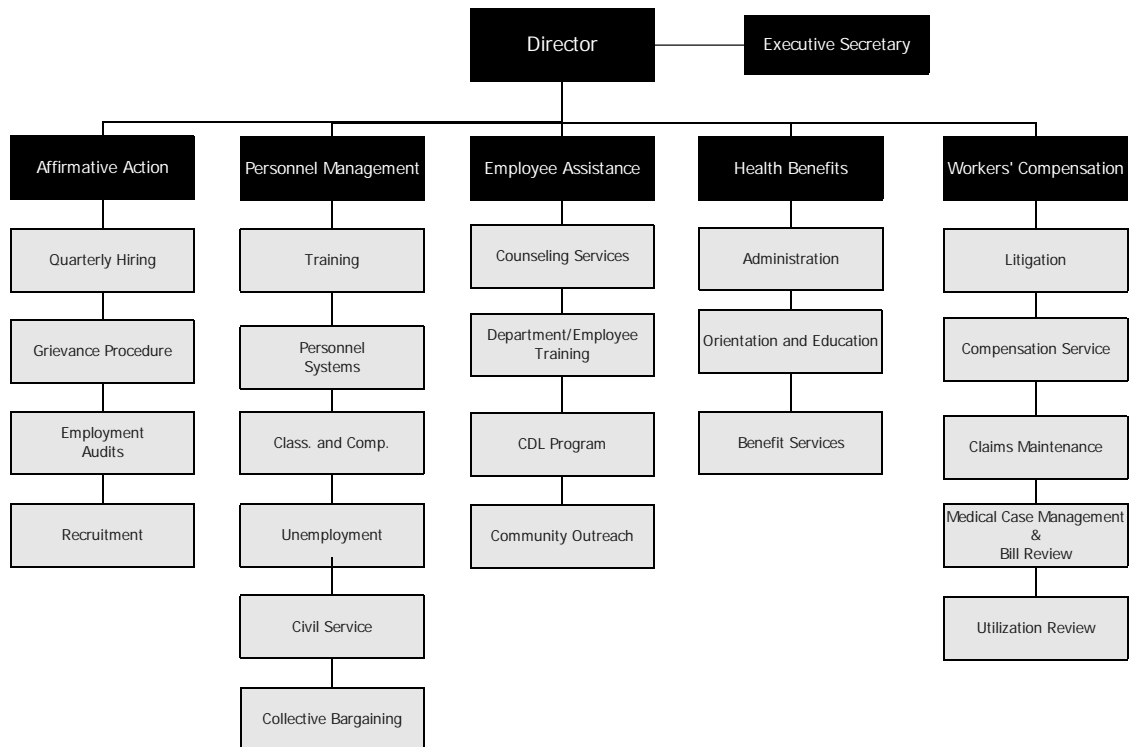 Director
Executive Secretary
Affirmative Action
Personnel Management
Employee Assistance
Health Benefits
Workers' Compensation
Quarterly Hiring
Grievance Procedure
Employment
Audits
Recruitment
Training
Personnel
Systems
Class. and Comp.
Unemployment
Civil Service
Collective Bargaining
Counseling Services
Department/Employee
Training
CDL Program
Community Outreach
Administration
Orientation and Education
Benefit Services
Litigation
Compensation Service
Claims Maintenance
Medical Case Management
&
Bill Review
Utilization Review